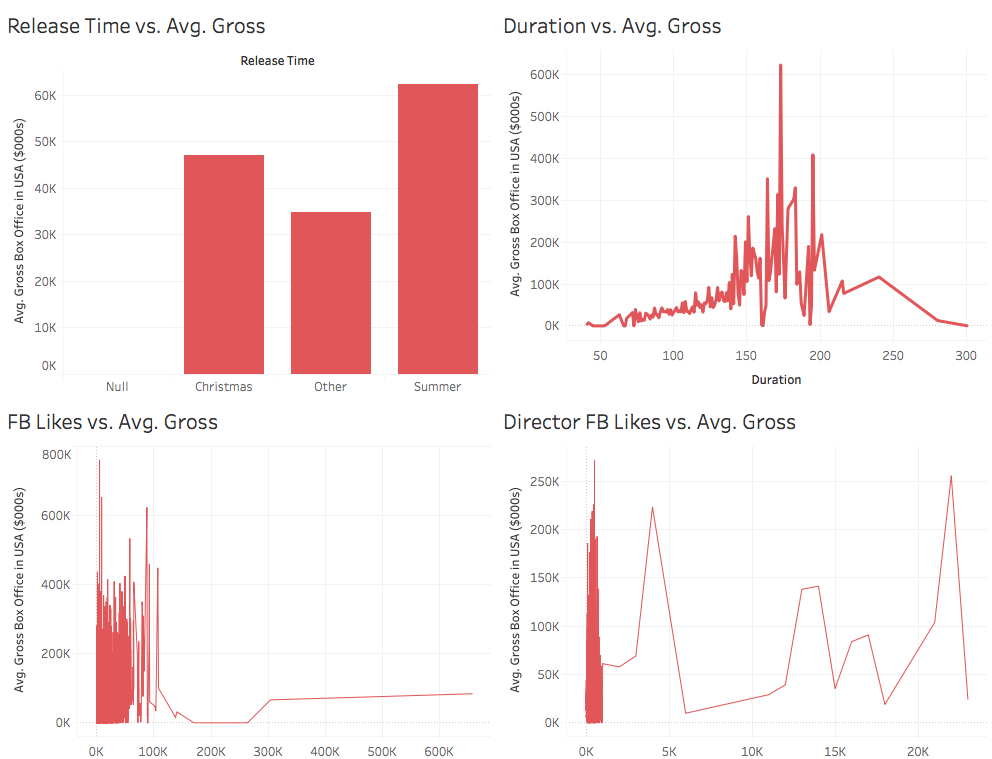 Release Time vs. Avg. Gross
Release Time
Avg. Gross Box Office in USA ($000s)
60K
50K
40K
30K
20K
10K
0K
Null Christmas Other Summer
Duration vs. Avg. Gross
Avg. Gross Box Office in USA ($000s)
600K
500K
400K
300K
200K
100K
0K
50 100 150 200 250 300
Duration
FB Likes vs. Avg. Gross
Avg. Gross Box Office in USA ($000s)
800K
600K
400K
200K
0K
0K 100K 200K 300K 400K 500K 600K
Director FB Likes vs. Avg. Gross
Avg. Gross Box Office in USA ($000s)
250K
200K
150K
100K
50K
0K
0K 5K 10K 15K 20K